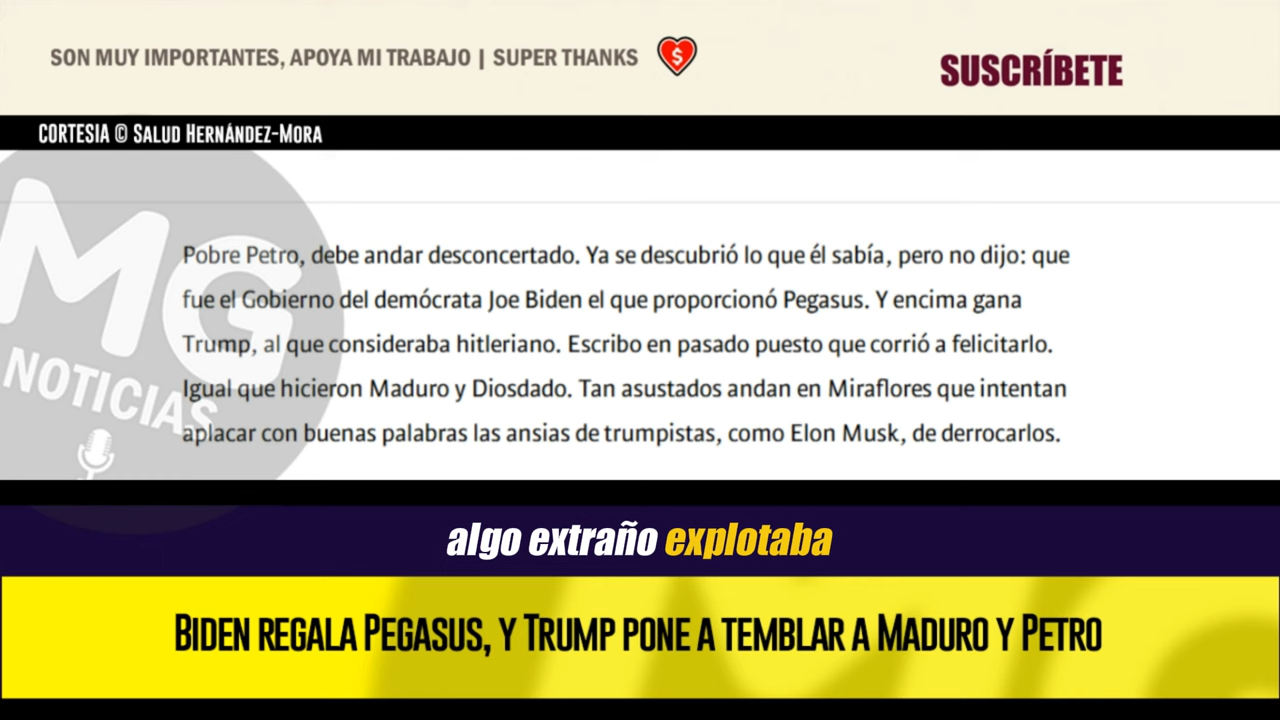 SON MUY IMPORTANTES, APOYA MI TRABAJO | SUPER THANKS $
SUSCRÍBETE
CORTESIA © SALUD HERNÁNDEZ-MORA
MG
NOTICIAS
Pobre Petro, debe andar desconcertado. Ya se descubrió lo que él sabía, pero no dijo: que
fue el Gobierno del demócrata Joe Biden el que proporcionó Pegasus. Y encima gana
Trump, al que consideraba hitleriano. Escribo en pasado puesto que corrió a felicitarlo.
Igual que hicieron Maduro y Diosdado. Tan asustados andan en Miraflores que intentan
aplacar con buenas palabras las ansias de trumpistas, como Elon Musk, de derrocarlos.
algo extraño explotaba
BIDEN REGALA PEGASUS, Y TRUMP PONE A TEMBLAR A MADURO Y PETRO